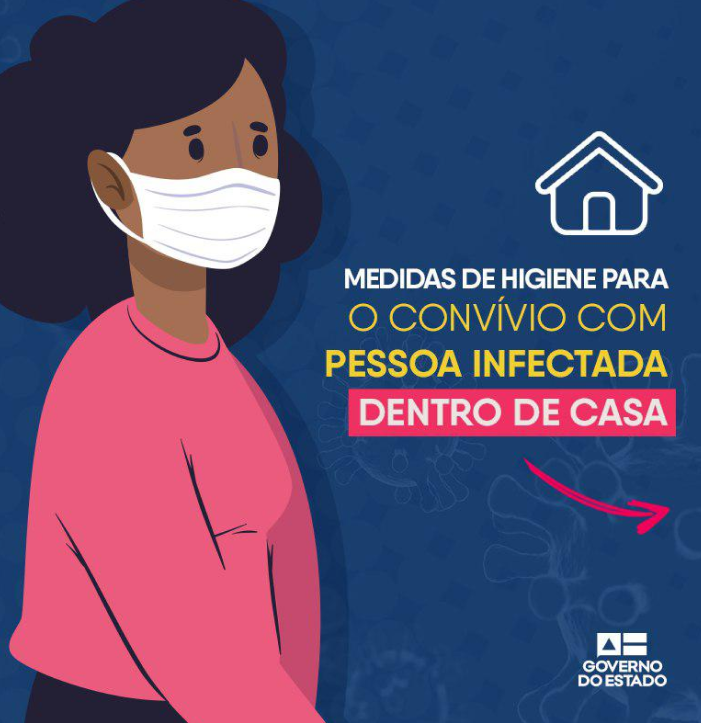 MEDIDAS DE HIGIENE PARA
O CONVÍVIO COM
PESSOA INFECTADA
DENTRO DE CASA
GOVERNO
DO ESTADO